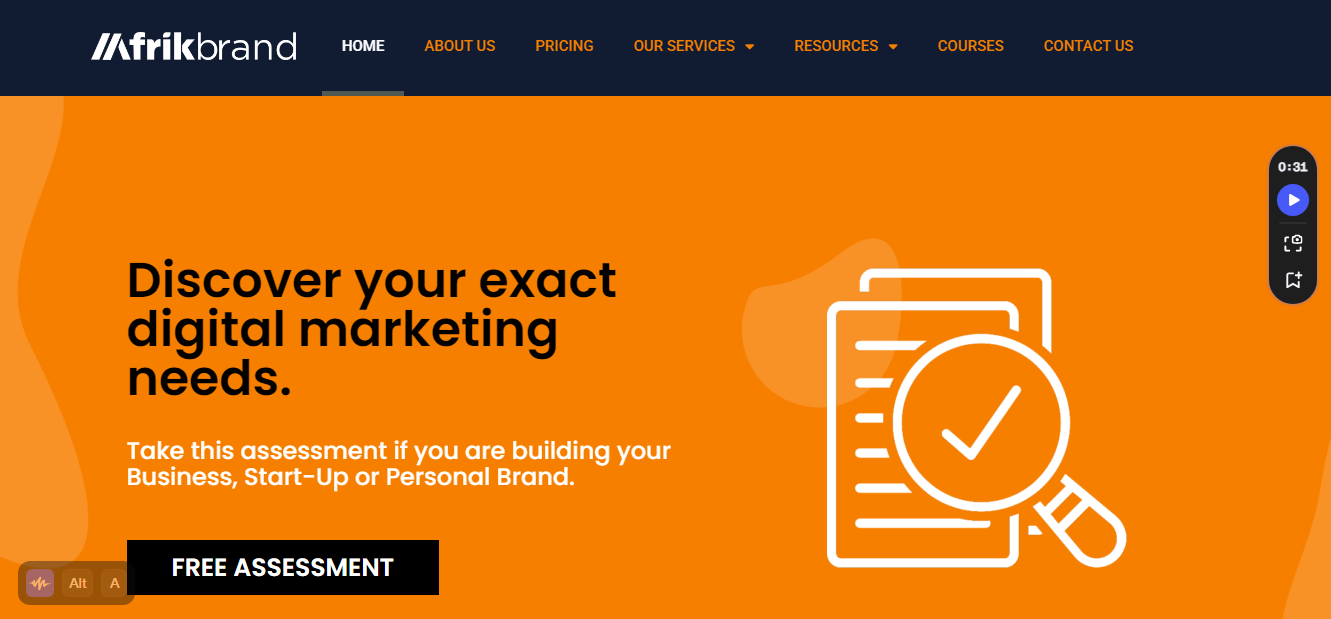 Afrikbrand
HOME ABOUT US PRICING OUR SERVICES RESOURCES COURSES CONTACT US
0:31
Discover your exact
digital marketing
needs.
Take this assessment if you are building your
Business, Start-Up or Personal Brand.
FREE ASSESSMENT
Alt A